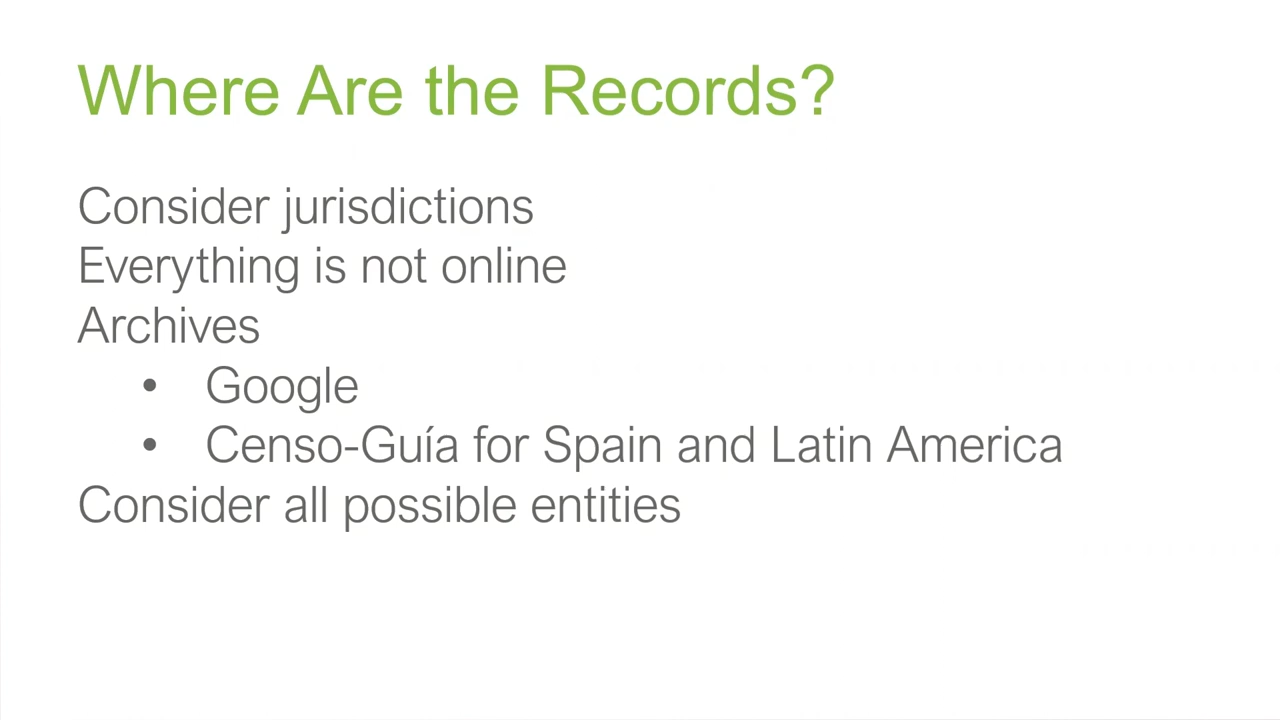 Where Are the Records?
Consider jurisdictions
Everything is not online
Archives
• Google
• Censo-Guía for Spain and Latin America
Consider all possible entities